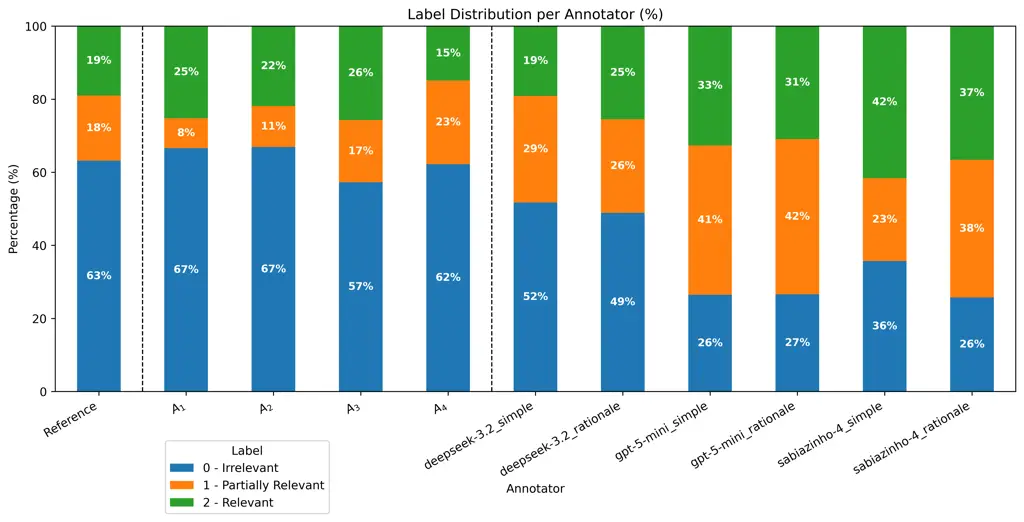 Label Distribution per Annotator (%)
Percentage (%)
100
80
60
40
20
0
19%
18%
63%
25%
8%
67%
22%
11%
67%
26%
17%
57%
15%
23%
62%
19%
29%
52%
25%
26%
49%
33%
41%
26%
31%
42%
27%
42%
23%
36%
37%
38%
26%
Reference
A₁
A₂
A₃
A₄
deepseek-3.2_simple
deepseek-3.2_rationale
gpt-5-mini_simple
gpt-5-mini_rationale
sabiazinho-4_simple
sabiazinho-4_rationale
Annotator
Label
0 - Irrelevant
1 - Partially Relevant
2 - Relevant